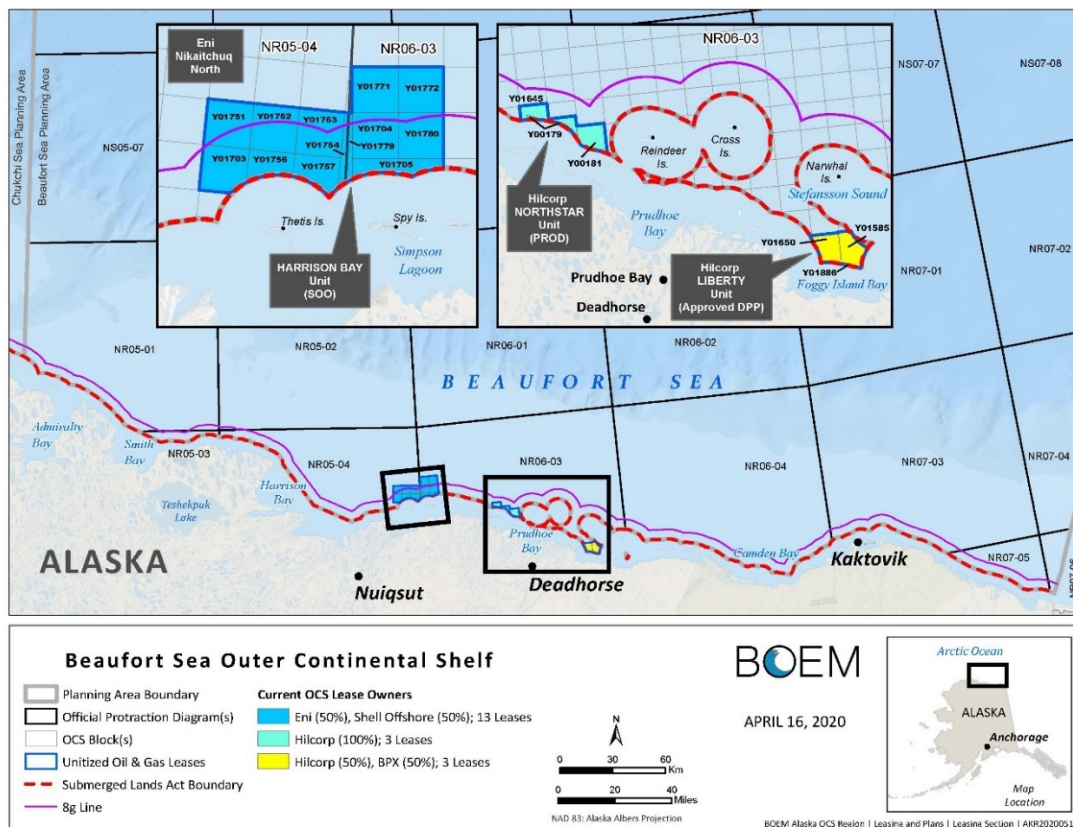 Eni
Nikaitchuq
North
NR05-04
NR06-03
Y01771
Y01772
Y01751
Y01752
Y01753
Y01754
Y01704
Y01780
Y01779
Y01703
Y01756
Y01757
Y01705
Thetis Is.
Spy Is.
Simpson
Lagoon
HARRISON BAY
Unit
(SOO)
NR06-03
Y01645
Y00179
Y00181
Reindeer
Is.
Cross
Is.
Narwhal
Is.
Stefansson Sound
Hilcorp
NORTHSTAR
Unit
(PROD)
Prudhoe
Bay
Y01650
Y01585
Y01886
Foggy Island Bay
Prudhoe Bay
Deadhorse
Hilcorp
LIBERTY
Unit
(Approved DPP)
Chukchi Sea Planning Area
Beaufort Sea Planning Area
NS05-07
NS07-07
NS07-08
NR07-01
NR07-02
NR05-01
NR05-02
NR06-01
NR06-02
BEAUFORT SEA
Admiralty
Bay
Smith
Bay
NR05-03
NR05-04
NR06-03
NR06-04
NR07-03
NR07-04
Harrison
Bay
Teshekpuk
Lake
Prudhoe
Bay
Camden Bay
Kaktovik
NR07-05
NR07-06
ALASKA
Nuiqsut
Deadhorse
Beaufort Sea Outer Continental Shelf
Planning Area Boundary
Official Protraction Diagram(s)
OCS Block(s)
Unitized Oil & Gas Leases
Submerged Lands Act Boundary
8g Line
Current OCS Lease Owners
Eni (50%), Shell Offshore (50%); 13 Leases
Hilcorp (100%); 3 Leases
Hilcorp (50%), BPX (50%); 3 Leases
N
0 30 60
Km
0 20 40
Miles
NAD 83: Alaska Albers Projection
BOEM
APRIL 16, 2020
Arctic Ocean
ALASKA
Anchorage
Map
Location
BOEM Alaska OCS Region | Leasing and Plans | Leasing Section | AKR2020051